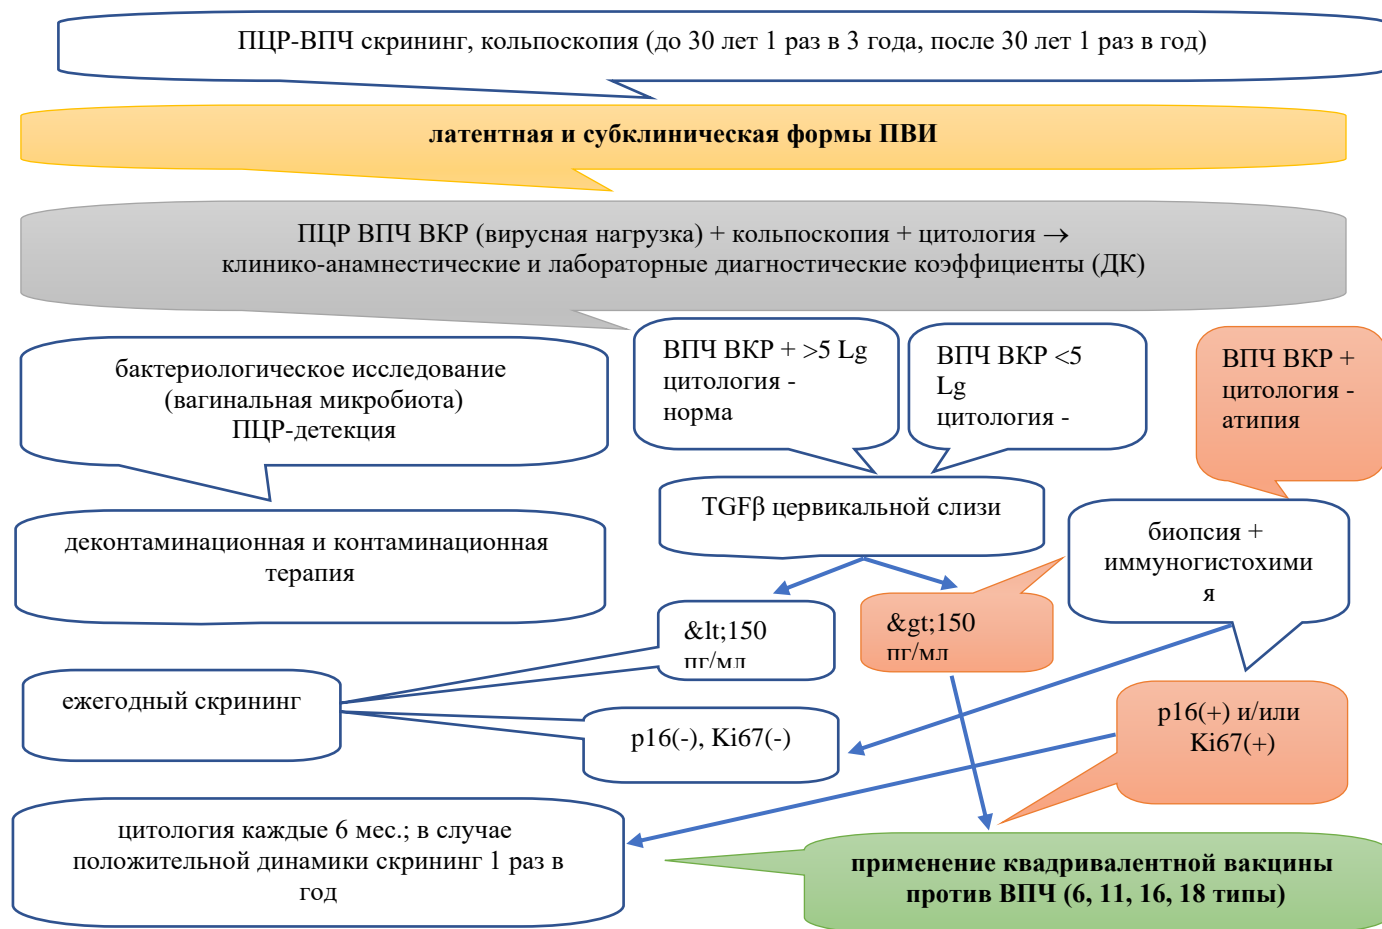 ПЦР-ВПЧ скрининг, кольпоскопия (до 30 лет 1 раз в 3 года, после 30 лет 1 раз в год)
латентная и субклиническая формы ПВИ
ПЦР ВПЧ ВКР (вирусная нагрузка) + кольпоскопия + цитология →
клинико-анамнестические и лабораторные диагностические коэффициенты (ДК)
бактериологическое исследование
(вагинальная микробиота)
ПЦР-детекция
ВПЧ ВКР + >5 Lg
цитология -
норма
ВПЧ ВКР <5
Lg
цитология -
ВПЧ ВКР +
цитология -
атипия
TGFβ цервикальной слизи
деконтаминационная и контаминационная
терапия
биопсия +
иммуногистохими
я
&lt;150
пг/мл
&gt;150
пг/мл
ежегодный скрининг
p16(-), Ki67(-)
p16(+) и/или
Ki67(+)
цитология каждые 6 мес.; в случае
положительной динамики скрининг 1 раз в
год
применение квадривалентной вакцины
против ВПЧ (6, 11, 16, 18 типы)